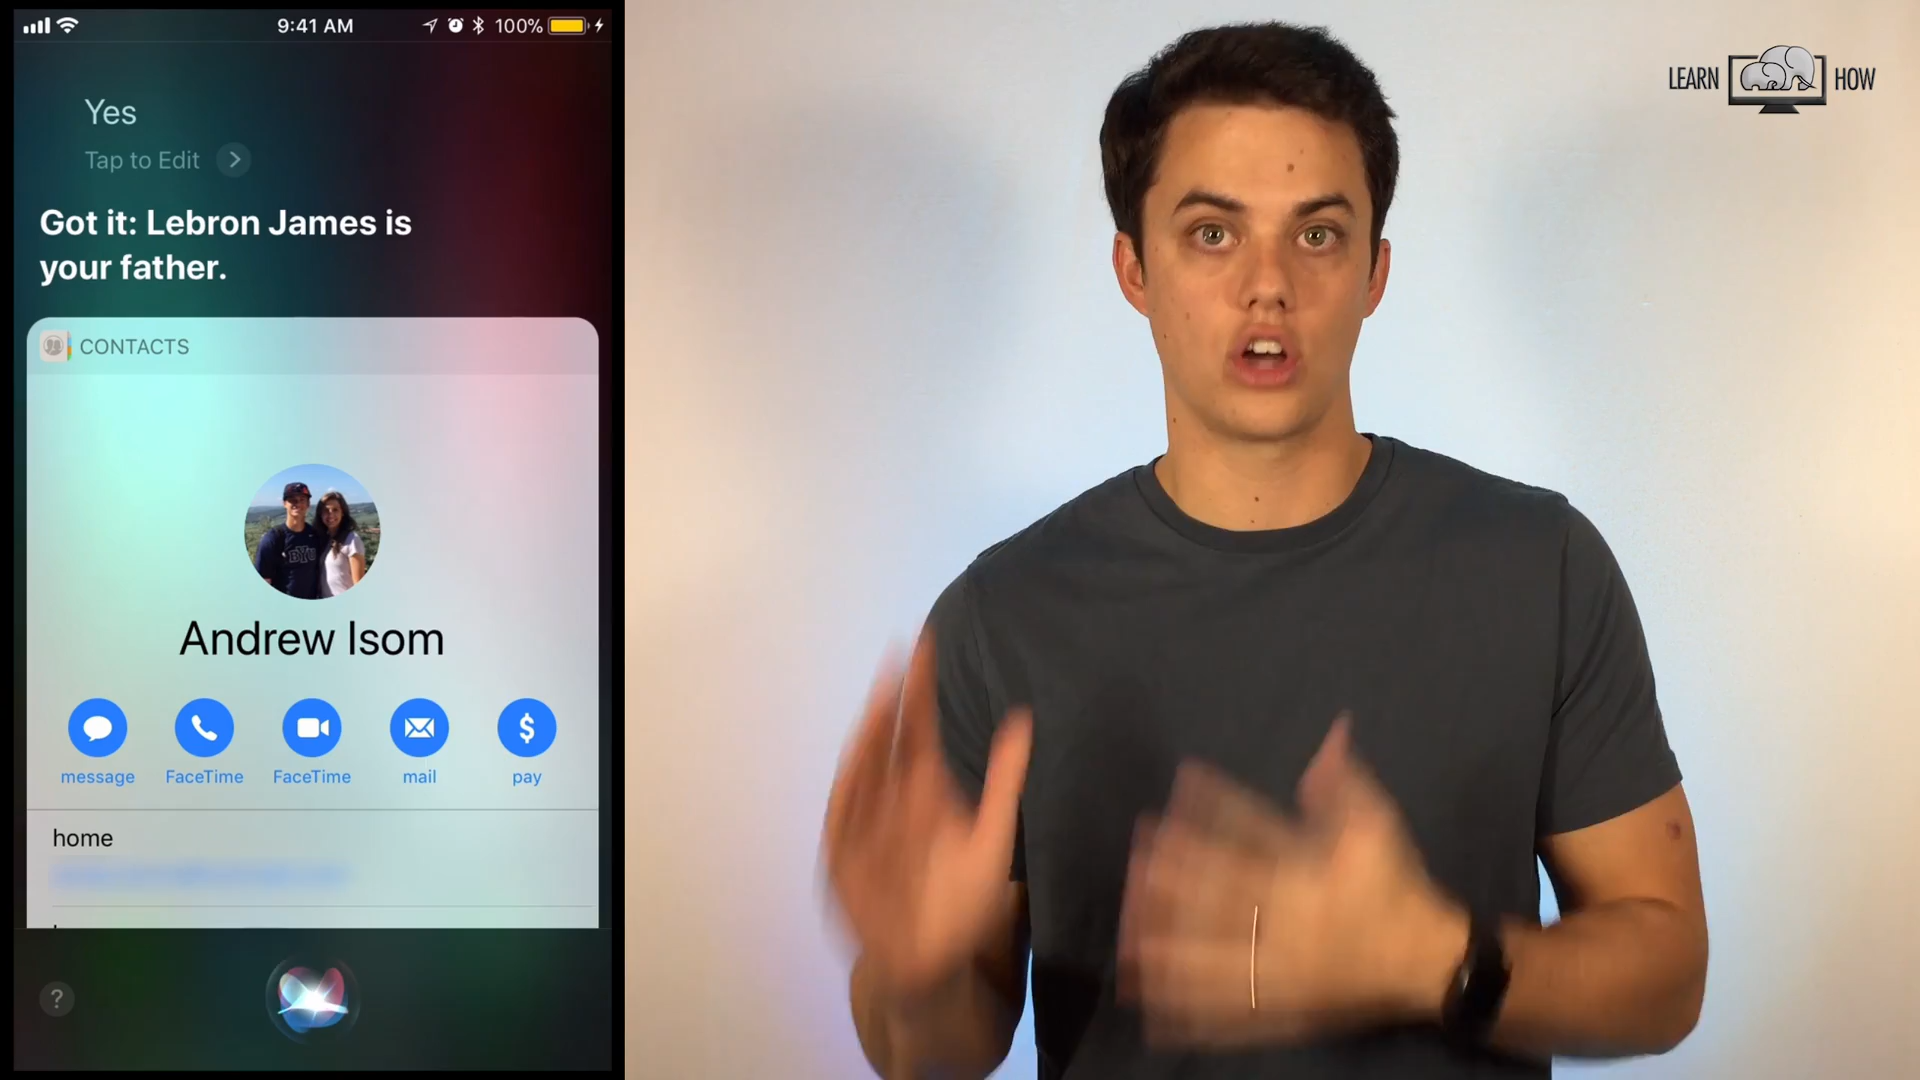 9:41 AM
100%
Yes
Tap to Edit
Got it: Lebron James is
your father.
CONTACTS
Andrew Isom
message FaceTime FaceTime mail pay
home
?
LEARN HOW